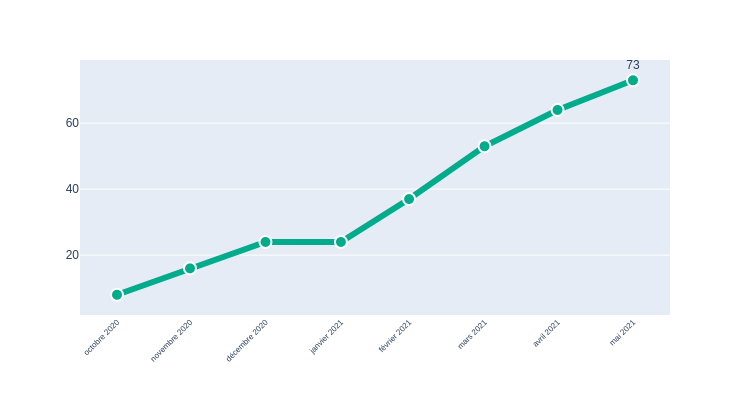 73
60
40
20
octobre 2020
novembre 2020
décembre 2020
janvier 2021
février 2021
mars 2021
avril 2021
mai 2021